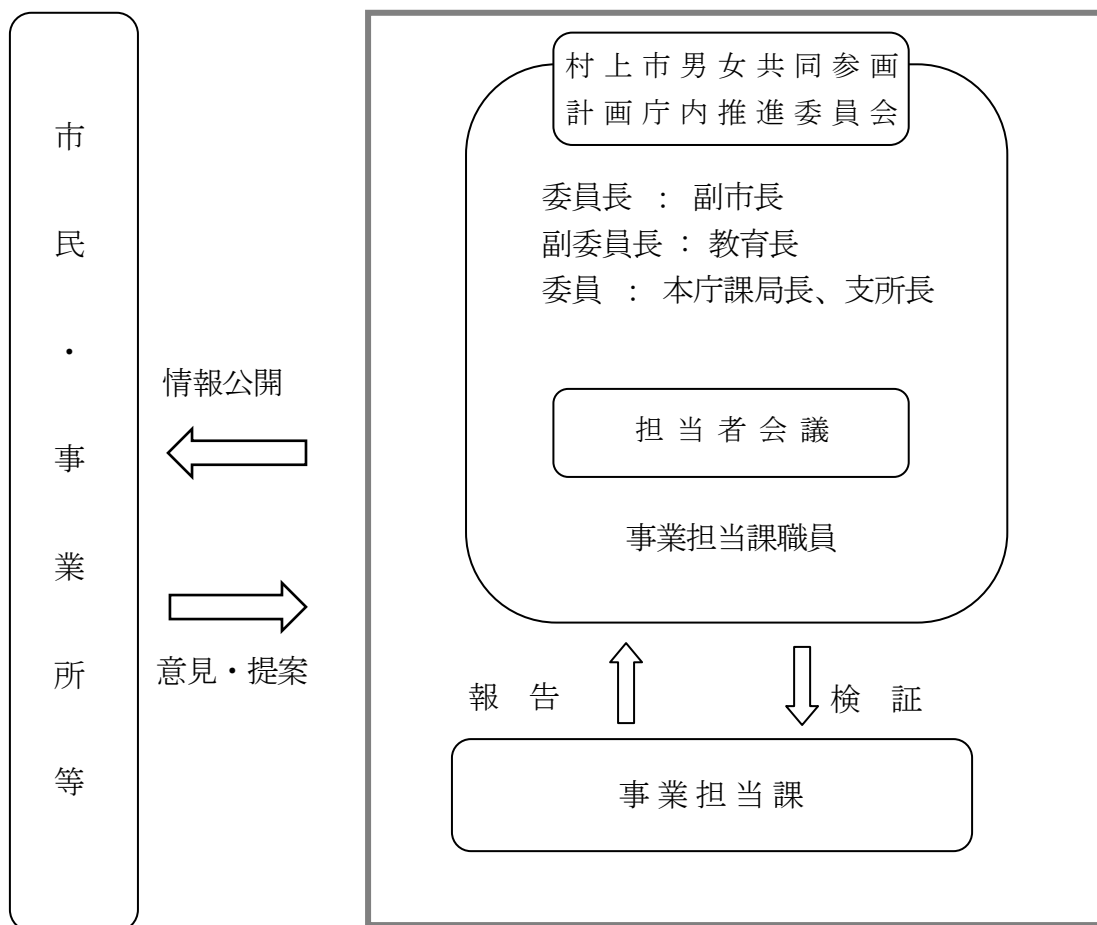 市民・事業所等
村上市男女共同参画
計画庁内推進委員会
委員長 : 副市長
副委員長 : 教育長
委員 : 本庁課局長、支所長
担当者会議
事業担当課職員
情報公開
意見・提案
報告
検証
事業担当課